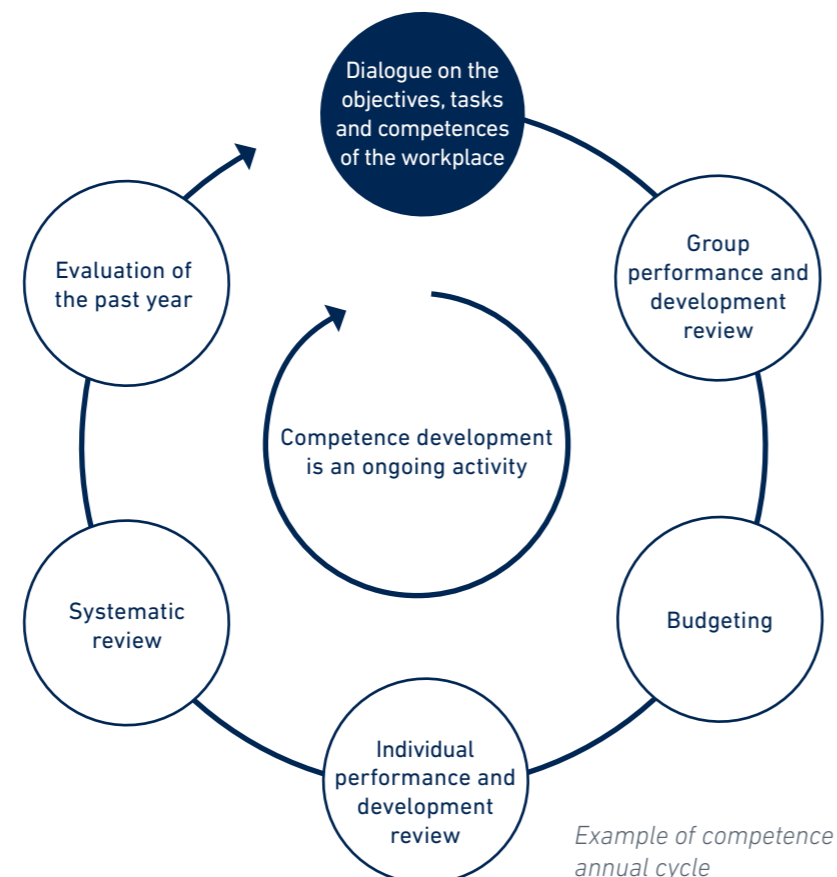 Dialogue on the
objectives, tasks
and competences
of the workplace
Group
performance and
development
review
Budgeting
Individual
performance and
development
review
Systematic
review
Evaluation of
the past year
Competence development
is an ongoing activity
Example of competence
annual cycle